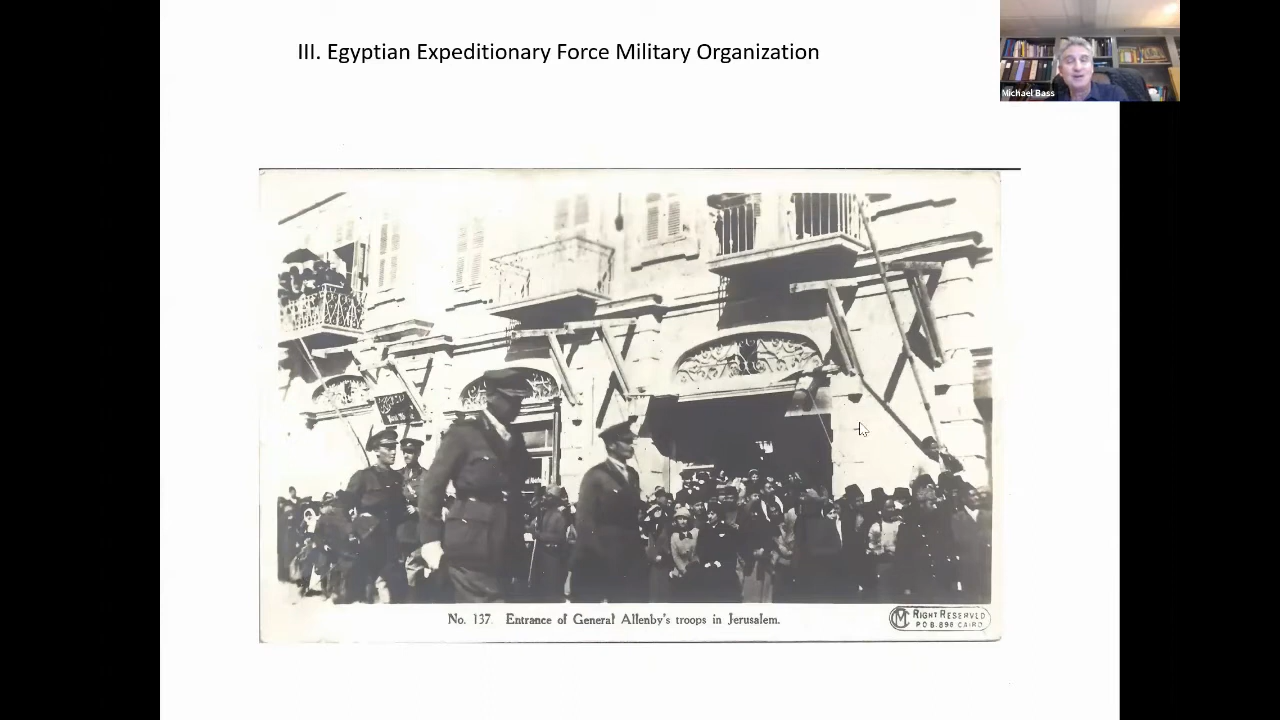 III. Egyptian Expeditionary Force Military Organization
Michael Bass
No. 137. Entrance of General Allenby's troops in Jerusalem.
RIGHT RESERVED
P O B. 898 CAIRO